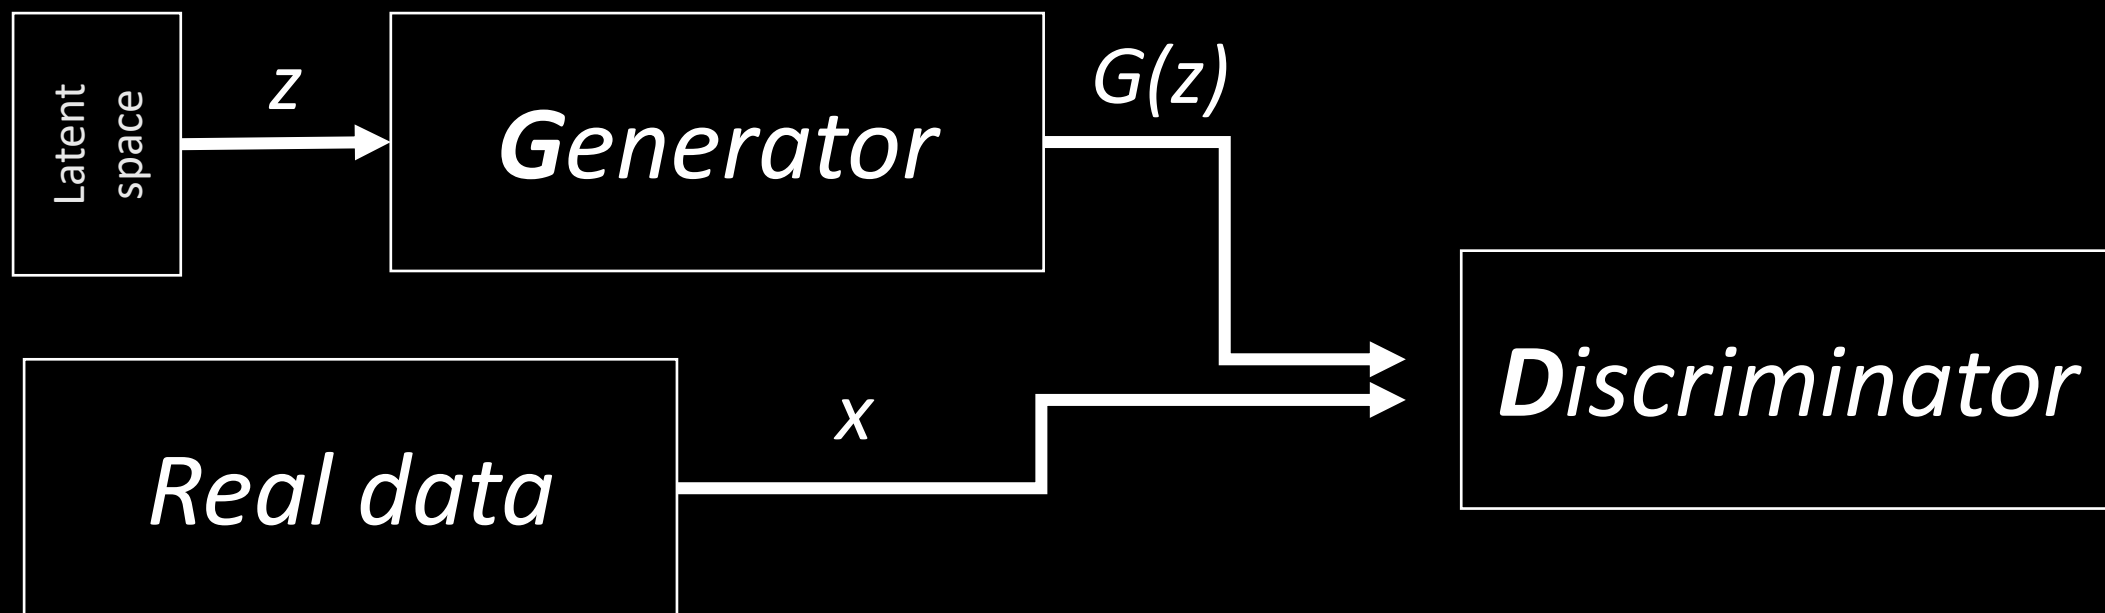 Latent
space
z
Generator
G(z)
Real data
x
Discriminator